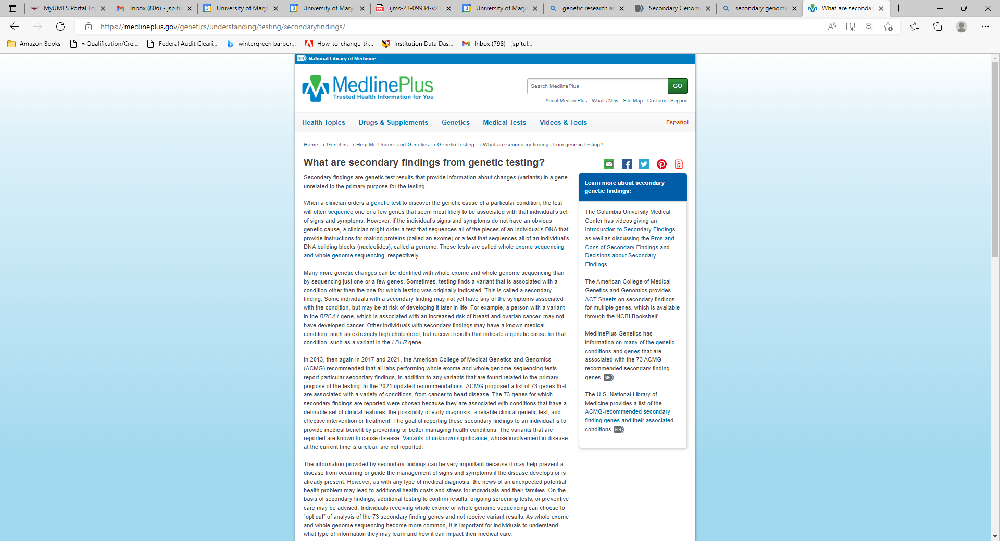 MyUMES Portal Lo
Inbox (806) - jspitu
University of Mary
University of Mary
ijms-23-09934-v2 (
University of Mary
genetic research ar
Secondary Genomi
secondary genomi
What are secondar
https://medlineplus.gov/genetics/understanding/testing/secondaryfindings/
Amazon Books
» Qualification/Cre...
Federal Audit Cleari...
wintergreen barber...
How-to-change-th...
Institution Data Das...
Inbox (798) - jspitul...
NIH National Library of Medicine
MedlinePlus
Trusted Health Information for You
Search MedlinePlus
GO
About MedlinePlus What's New Site Map Customer Support
Health Topics Drugs & Supplements Genetics Medical Tests Videos & Tools Español
Home → Genetics → Help Me Understand Genetics → Genetic Testing → What are secondary findings from genetic testing?
What are secondary findings from genetic testing?
Secondary findings are genetic test results that provide information about changes (variants) in a gene
unrelated to the primary purpose for the testing.
When a clinician orders a genetic test to discover the genetic cause of a particular condition, the test
will often sequence one or a few genes that seem most likely to be associated with that individual's set
of signs and symptoms. However, if the individual's signs and symptoms do not have an obvious
genetic cause, a clinician might order a test that sequences all of the pieces of an individual's DNA that
provide instructions for making proteins (called an exome) or a test that sequences all of an individual's
DNA building blocks (nucleotides), called a genome. These tests are called whole exome sequencing
and whole genome sequencing, respectively.
Many more genetic changes can be identified with whole exome and whole genome sequencing than
by sequencing just one or a few genes. Sometimes, testing finds a variant that is associated with a
condition other than the one for which testing was originally indicated. This is called a secondary
finding. Some individuals with a secondary finding may not yet have any of the symptoms associated
with the condition, but may be at risk of developing it later in life. For example, a person with a variant
in the BRCA1 gene, which is associated with an increased risk of breast and ovarian cancer, may not
have developed cancer. Other individuals with secondary findings may have a known medical
condition, such as extremely high cholesterol, but receive results that indicate a genetic cause for that
condition, such as a variant in the LDLR gene.
In 2013, then again in 2017 and 2021, the American College of Medical Genetics and Genomics
(ACMG) recommended that all labs performing whole exome and whole genome sequencing tests
report particular secondary findings, in addition to any variants that are found related to the primary
purpose of the testing. In the 2021 updated recommendations, ACMG proposed a list of 73 genes that
are associated with a variety of conditions, from cancer to heart disease. The 73 genes for which
secondary findings are reported were chosen because they are associated with conditions that have a
definable set of clinical features, the possibility of early diagnosis, a reliable clinical genetic test, and
effective intervention or treatment. The goal of reporting these secondary findings to an individual is to
provide medical benefit by preventing or better managing health conditions. The variants that are
reported are known to cause disease. Variants of unknown significance, whose involvement in disease
at the current time is unclear, are not reported.
The information provided by secondary findings can be very important because it may help prevent a
disease from occurring or guide the management of signs and symptoms if the disease develops or is
already present. However, as with any type of medical diagnosis, the news of an unexpected potential
health problem may lead to additional health costs and stress for individuals and their families. On the
basis of secondary findings, additional testing to confirm results, ongoing screening tests, or preventive
care may be advised. Individuals receiving whole exome or whole genome sequencing can choose to
“opt out” of analysis of the 73 secondary finding genes and not receive variant results. As whole exome
and whole genome sequencing become more common, it is important for individuals to understand
what type of information they may learn and how it can impact their medical care.
Learn more about secondary
genetic findings:
The Columbia University Medical
Center has videos giving an
Introduction to Secondary Findings
as well as discussing the Pros and
Cons of Secondary Findings and
Decisions about Secondary
Findings.
The American College of Medical
Genetics and Genomics provides
ACT Sheets on secondary findings
for mutliple genes, which is available
through the NCBI Bookshelf.
MedlinePlus Genetics has
information on many of the genetic
conditions and genes that are
associated with the 73 ACMG-
recommended secondary finding
genes. NIH
The U.S. National Library of
Medicine provides a list of the
ACMG-recommended secondary
finding genes and their associated
conditions. NIH